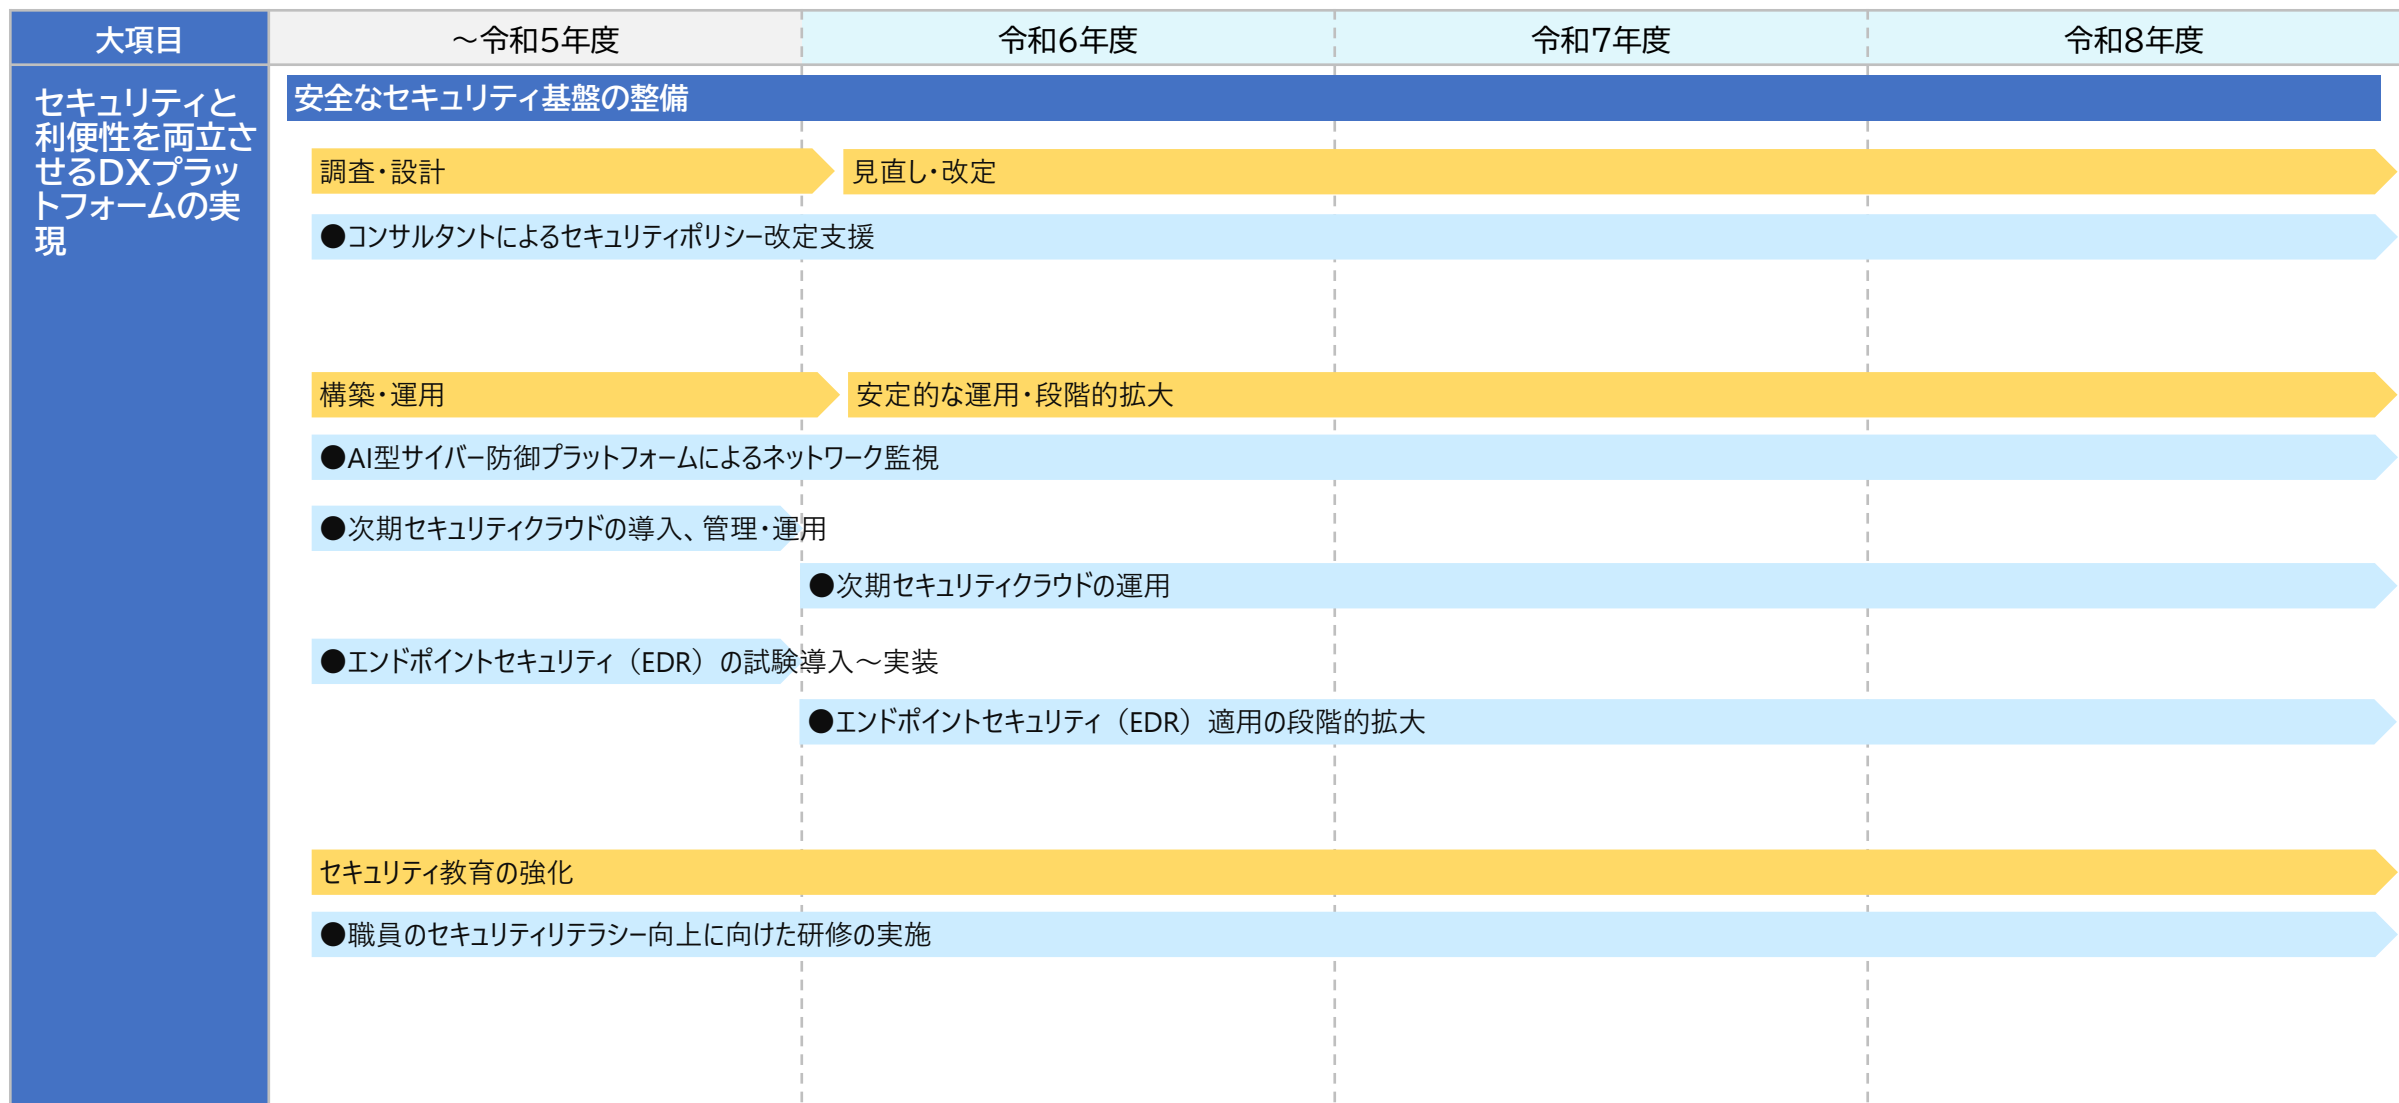 大項目
～令和5年度
令和6年度
令和7年度
令和8年度
セキュリティと
利便性を両立さ
せるDXプラッ
トフォームの実
現
安全なセキュリティ基盤の整備
調査・設計
見直し・改定
●コンサルタントによるセキュリティポリシー改定支援
構築・運用
安定的な運用・段階的拡大
●AI型サイバー防御プラットフォームによるネットワーク監視
●次期セキュリティクラウドの導入、管理・運用
●次期セキュリティクラウドの運用
●エンドポイントセキュリティ（EDR）の試験導入～実装
●エンドポイントセキュリティ（EDR）適用の段階的拡大
セキュリティ教育の強化
●職員のセキュリティリテラシー向上に向けた研修の実施